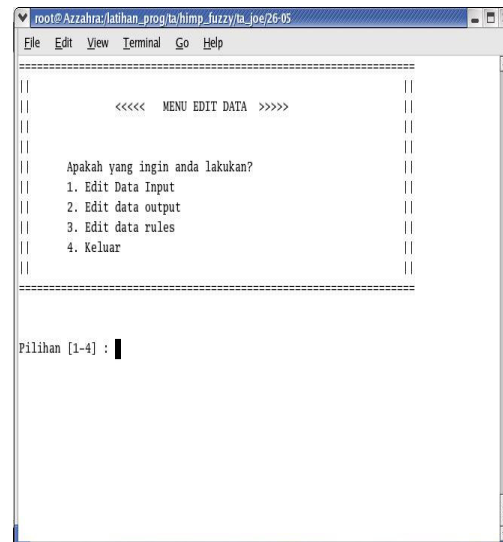 root@Azzahra:/latihan_prog/ta/himp_fuzzy/ta_joe/26-05
File Edit View Terminal Go Help
=================================================================
||                                                             ||
||              <<<<<   MENU EDIT DATA   >>>>>                 ||
||                                                             ||
||                                                             ||
||      Apakah yang ingin anda lakukan?                        ||
||      1. Edit Data Input                                     ||
||      2. Edit data output                                    ||
||      3. Edit data rules                                     ||
||      4. Keluar                                              ||
||                                                             ||
=================================================================
Pilihan [1-4] :